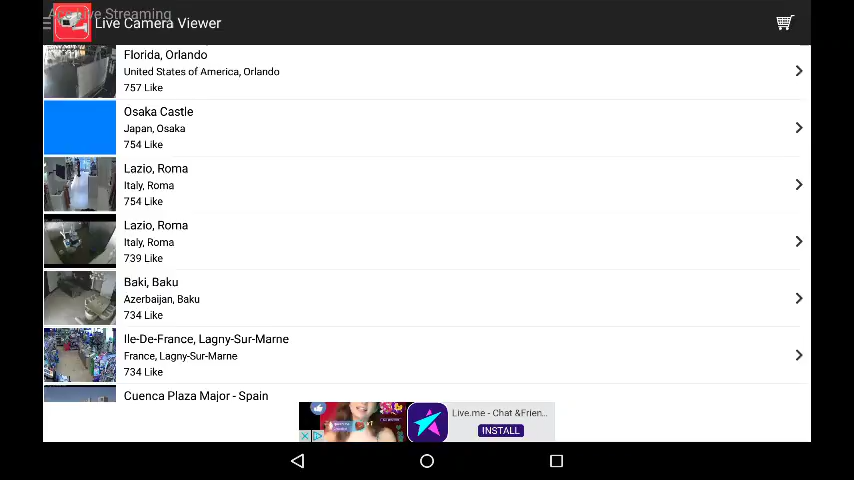 App Live Streaming
Live Camera Viewer
Florida, Orlando
United States of America, Orlando
757 Like
Osaka Castle
Japan, Osaka
754 Like
Lazio, Roma
Italy, Roma
754 Like
Lazio, Roma
Italy, Roma
739 Like
Baki, Baku
Azerbaijan, Baku
734 Like
Ile-De-France, Lagny-Sur-Marne
France, Lagny-Sur-Marne
734 Like
Cuenca Plaza Major - Spain
Live.me - Chat &Frien...
INSTALL